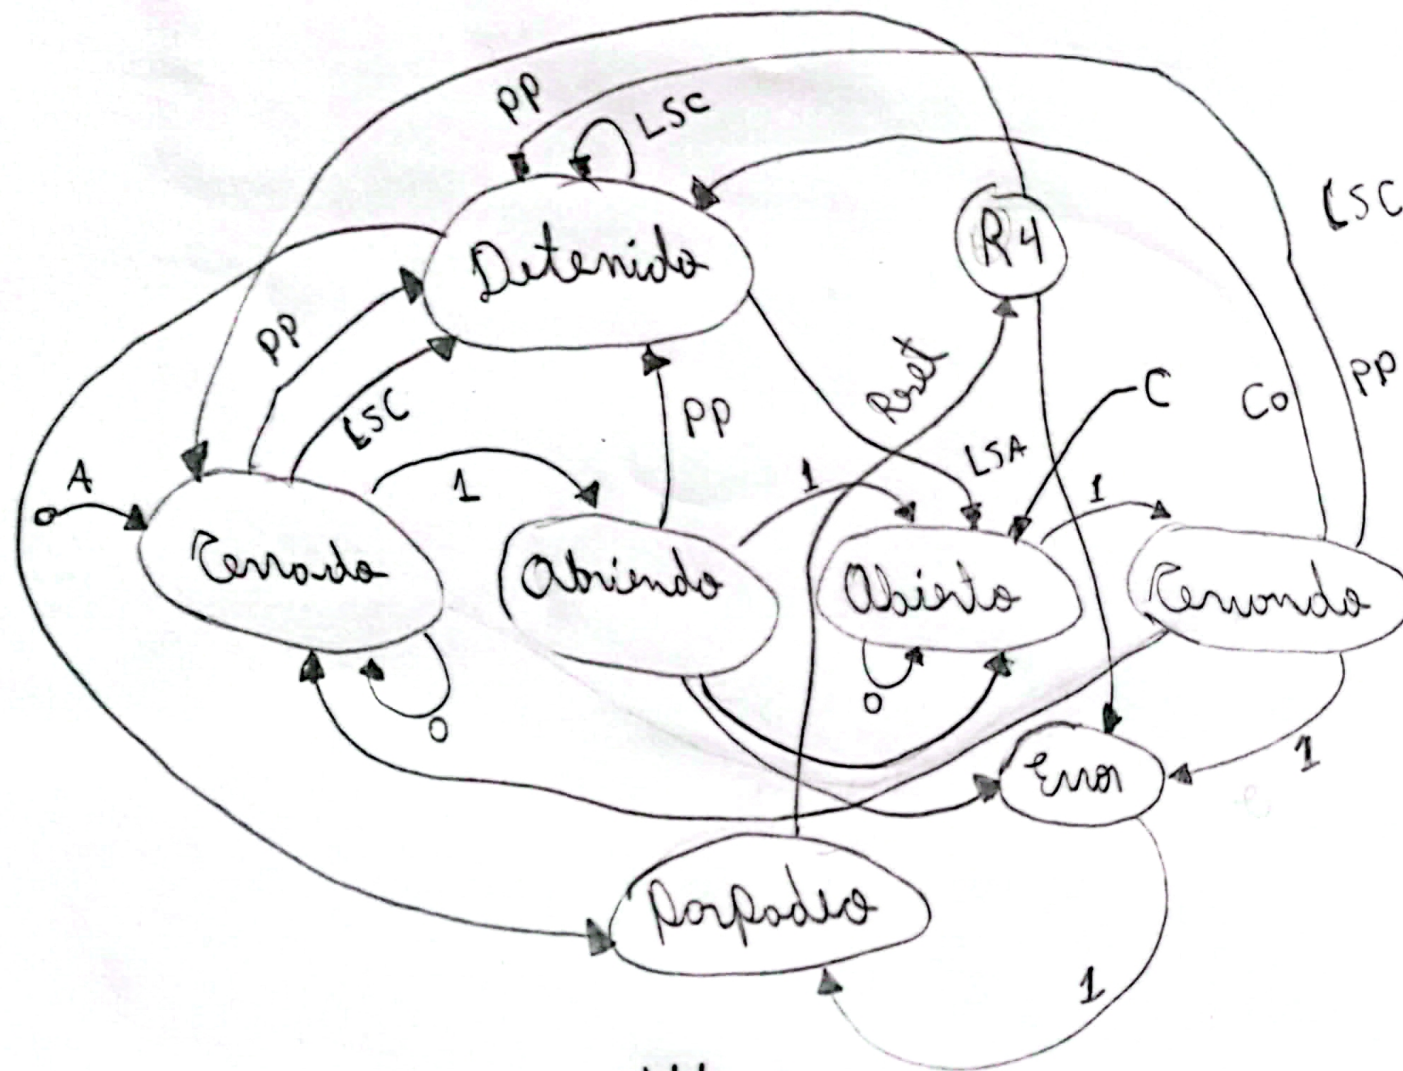 PP
LSC
LSC
Detenido
R4
PP
LSC
PP
Reset
Co
PP
C
A
1
1
LSA
1
Cerrado
Abriendo
Abierto
Cerrando
0
0
Error
1
Parpadeo
1